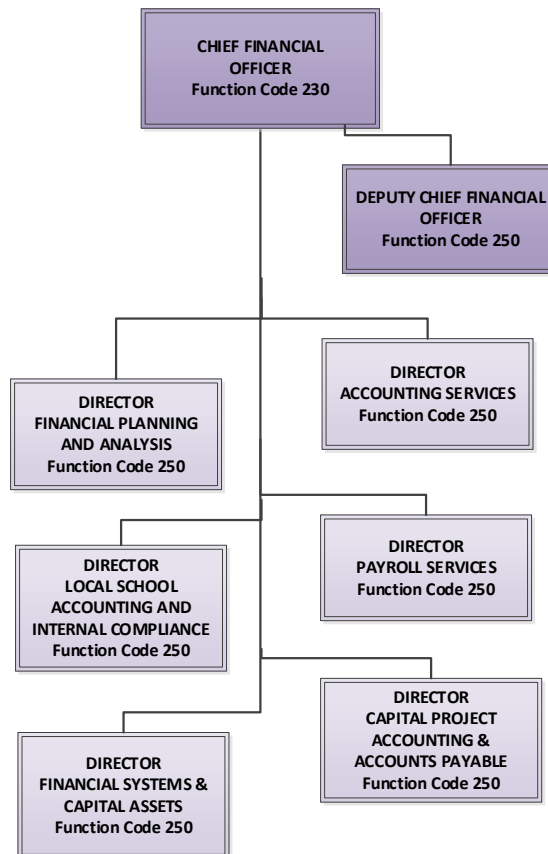 CHIEF FINANCIAL
OFFICER
Function Code 230
DEPUTY CHIEF FINANCIAL
OFFICER
Function Code 250
DIRECTOR
FINANCIAL PLANNING
AND ANALYSIS
Function Code 250
DIRECTOR
ACCOUNTING SERVICES
Function Code 250
DIRECTOR
LOCAL SCHOOL
ACCOUNTING AND
INTERNAL COMPLIANCE
Function Code 250
DIRECTOR
PAYROLL SERVICES
Function Code 250
DIRECTOR
FINANCIAL SYSTEMS &
CAPITAL ASSETS
Function Code 250
DIRECTOR
CAPITAL PROJECT
ACCOUNTING &
ACCOUNTS PAYABLE
Function Code 250